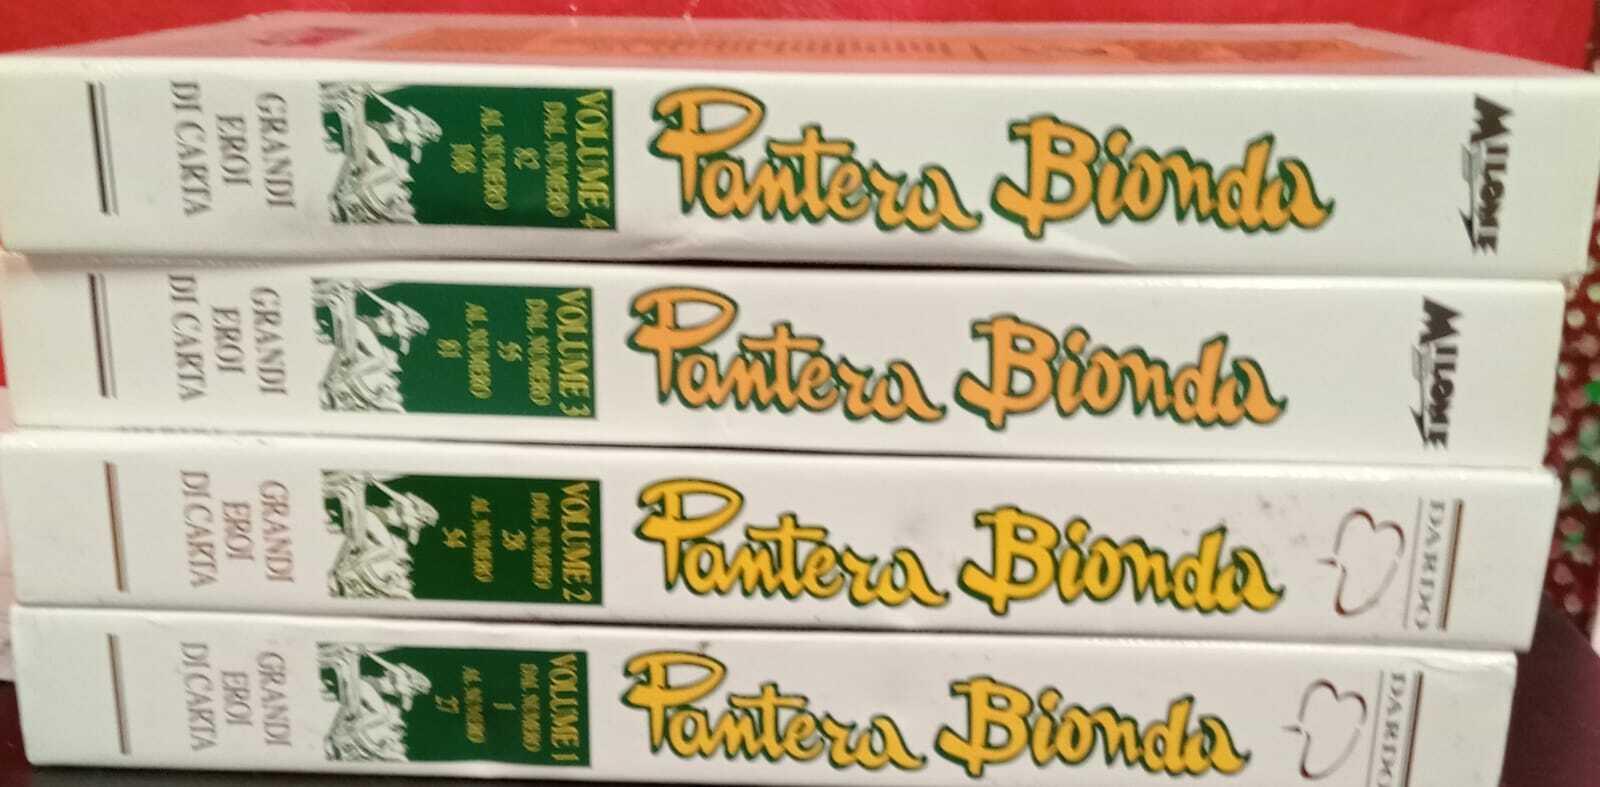 GRANDI
EROI
DI CARTA
VOLUME 4
DAL NUMERO
82
AL NUMERO
108
Pantera Bionda
MILONE
GRANDI
EROI
DI CARTA
VOLUME 3
DAL NUMERO
55
AL NUMERO
81
Pantera Bionda
MILONE
GRANDI
EROI
DI CARTA
VOLUME 2
DAL NUMERO
28
AL NUMERO
54
Pantera Bionda
DARDO
GRANDI
EROI
DI CARTA
VOLUME 1
DAL NUMERO
1
AL NUMERO
27
Pantera Bionda
DARDO